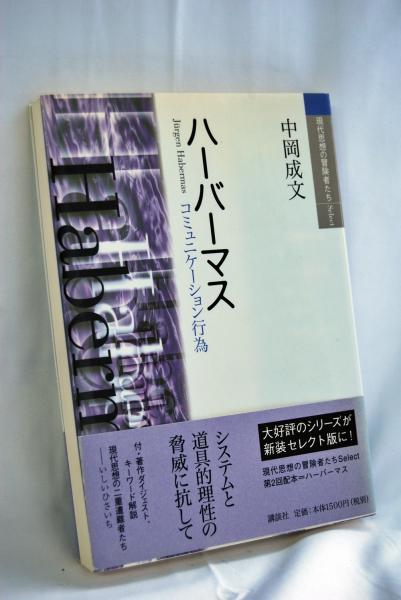 現代思想の冒険者たち Select
中岡成文
ハーバーマス
Jürgen Habermas
コミュニケーション行為
Habern
大好評のシリーズが
新装セレクト版に!
現代思想の冒険者たちSelect
第2回配本=ハーバーマス
講談社 定価:本体1500円(税別)
システムと
道具的理性の
脅威に抗して
付・著作ダイジェスト、
キーワード解説
現代思想の二重遭難者たち
──いしいひさいち